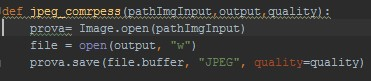 def jpeg_comrpess(pathImgInput,output,quality):
prova= Image.open(pathImgInput)
file = open(output, "w")
prova.save(file.buffer, "JPEG", quality=quality)